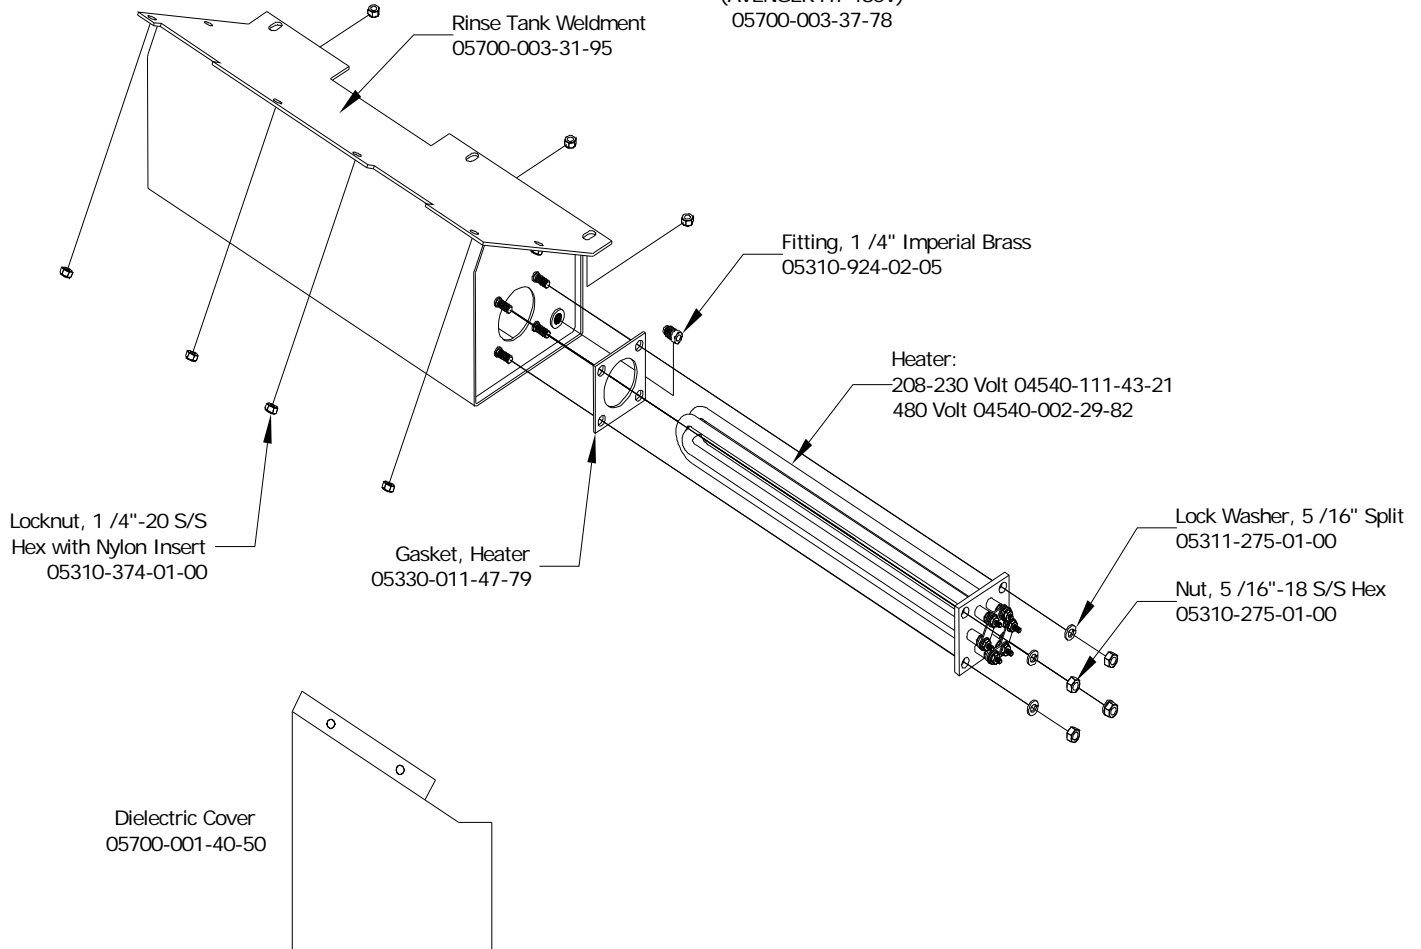 (AVENGER HT 480V)
05700-003-37-78
Rinse Tank Weldment
05700-003-31-95
Fitting, 1 /4" Imperial Brass
05310-924-02-05
Heater:
208-230 Volt 04540-111-43-21
480 Volt 04540-002-29-82
Lock Washer, 5 /16" Split
05311-275-01-00
Nut, 5 /16"-18 S/S Hex
05310-275-01-00
Locknut, 1 /4"-20 S/S
Hex with Nylon Insert
05310-374-01-00
Gasket, Heater
05330-011-47-79
Dielectric Cover
05700-001-40-50